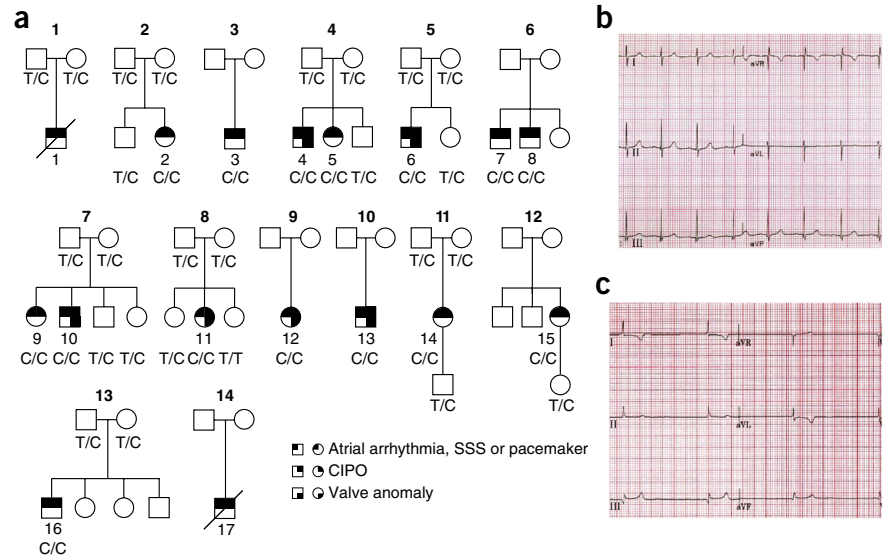 a
1 2 3 4 5 6
T/C T/C T/C T/C T/C T/C T/C T/C
1 2 3 4 5 6 7 8
T/C C/C C/C C/C C/C T/C C/C T/C C/C C/C
7 8 9 10 11 12
T/C T/C T/C T/C T/C T/C
9 10 11 12 13 14 15
C/C C/C T/C T/C T/C C/C T/T C/C C/C C/C C/C
T/C T/C
13 14
T/C T/C
16 17
C/C
Atrial arrhythmia, SSS or pacemaker
CIPO
Valve anomaly
b
I aVR
II aVL
III aVF
c
I aVR
II aVL
III aVF